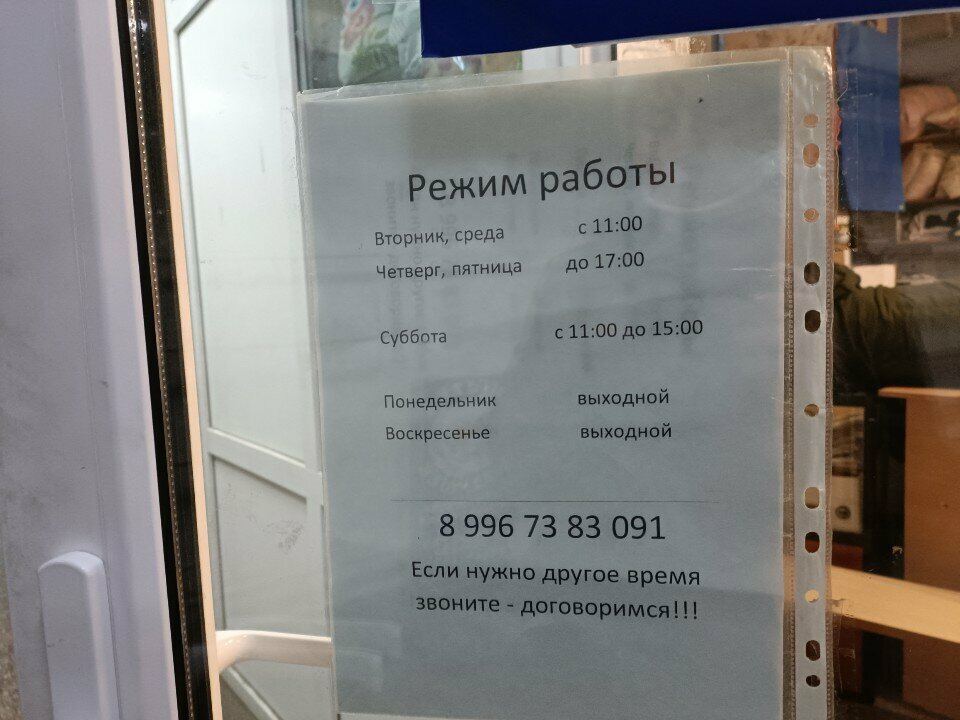 Режим работы
Вторник, среда с 11:00
Четверг, пятница до 17:00
Суббота с 11:00 до 15:00
Понедельник выходной
Воскресенье выходной
8 996 73 83 091
Если нужно другое время
звоните - договоримся!!!